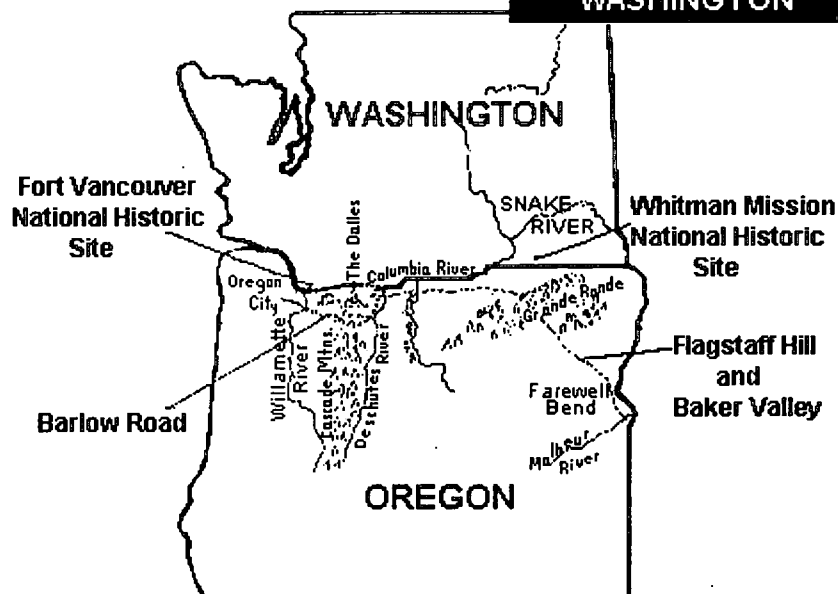 WASHINGTON
WASHINGTON
Fort Vancouver
National Historic
Site
SNAKE
RIVER
Whitman Mission
National Historic
Site
The Dalles
Columbia River
Oregon
City
Grande Ronde
Willamette
River
Cascade Mtns.
Deschutes River
Flagstaff Hill
and
Baker Valley
Farewell
Bend
Barlow Road
Malheur
River
OREGON